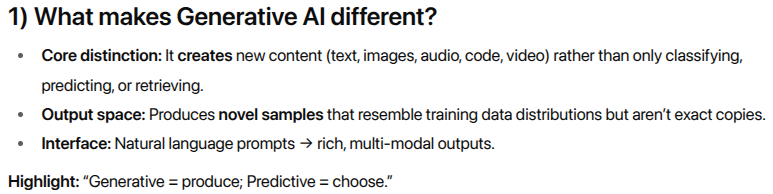 1) What makes Generative AI different?
• Core distinction: It creates new content (text, images, audio, code, video) rather than only classifying,
predicting, or retrieving.
• Output space: Produces novel samples that resemble training data distributions but aren’t exact copies.
• Interface: Natural language prompts → rich, multi-modal outputs.
Highlight: “Generative = produce; Predictive = choose.”